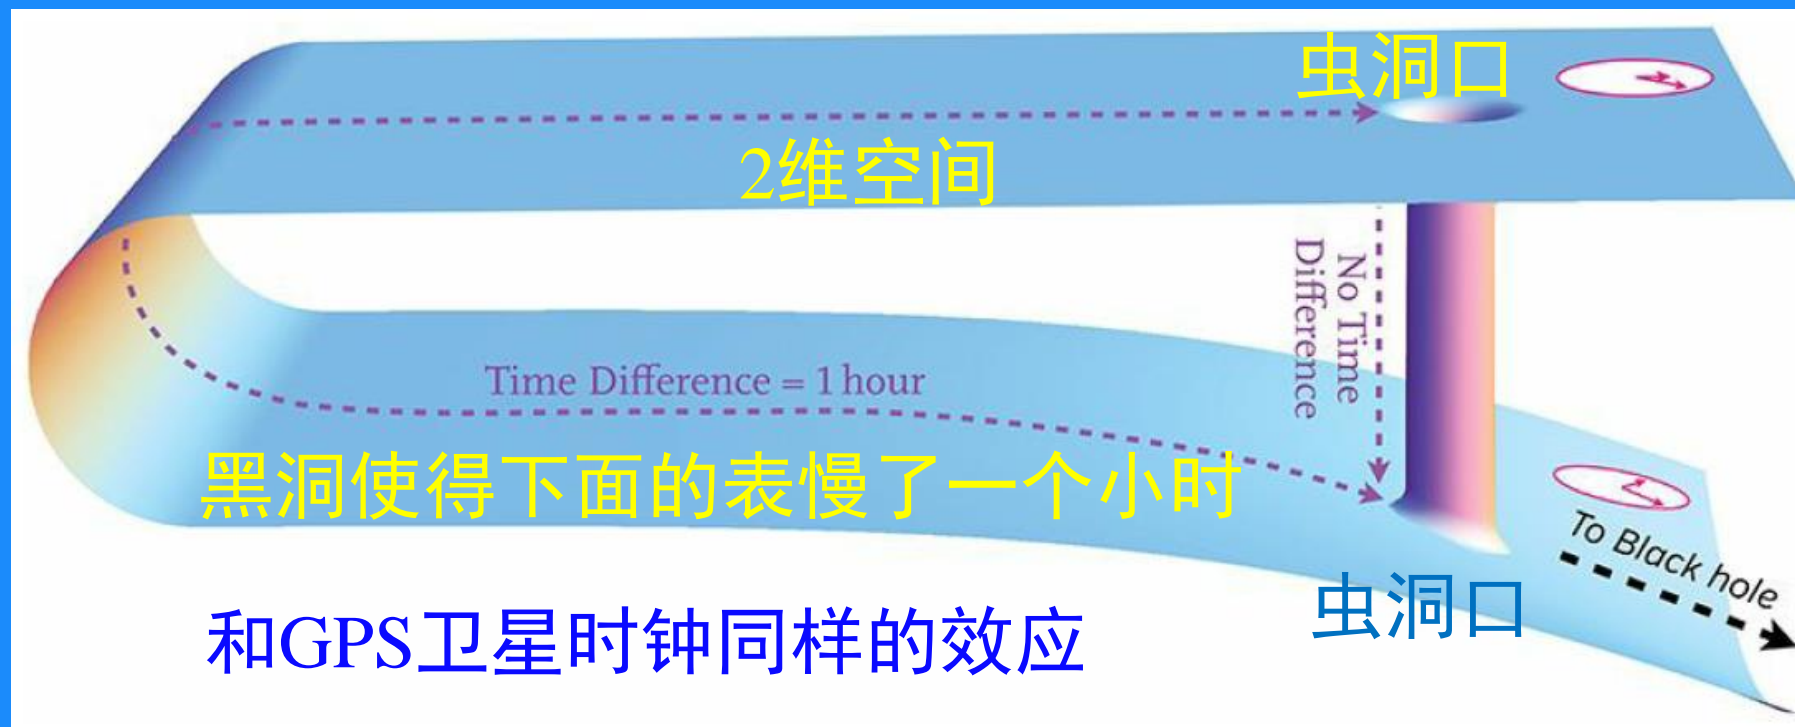 虫洞口
2维空间
No Time
Difference
Time Difference = 1 hour
黑洞使得下面的表慢了一个小时
To Black hole
虫洞口
和GPS卫星时钟同样的效应